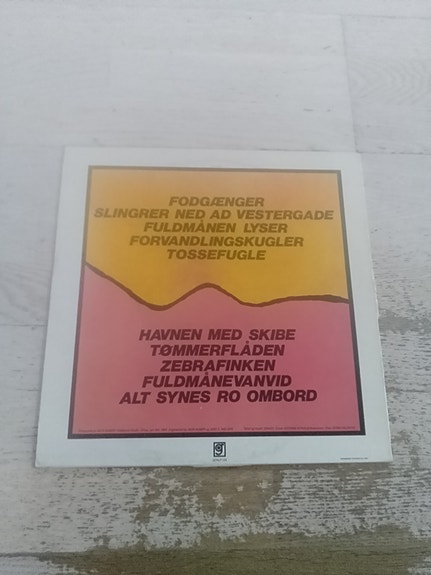 FODGÆNGER
SLINGRER NED AD VESTERGADE
FULDMÅNEN LYSER
FORVANDLINGSKUGLER
TOSSEFUGLE
HAVNEN MED SKIBE
TØMMERFLÅDEN
ZEBRAFINKEN
FULDMÅNEVANVID
ALT SYNES RO OMBORD